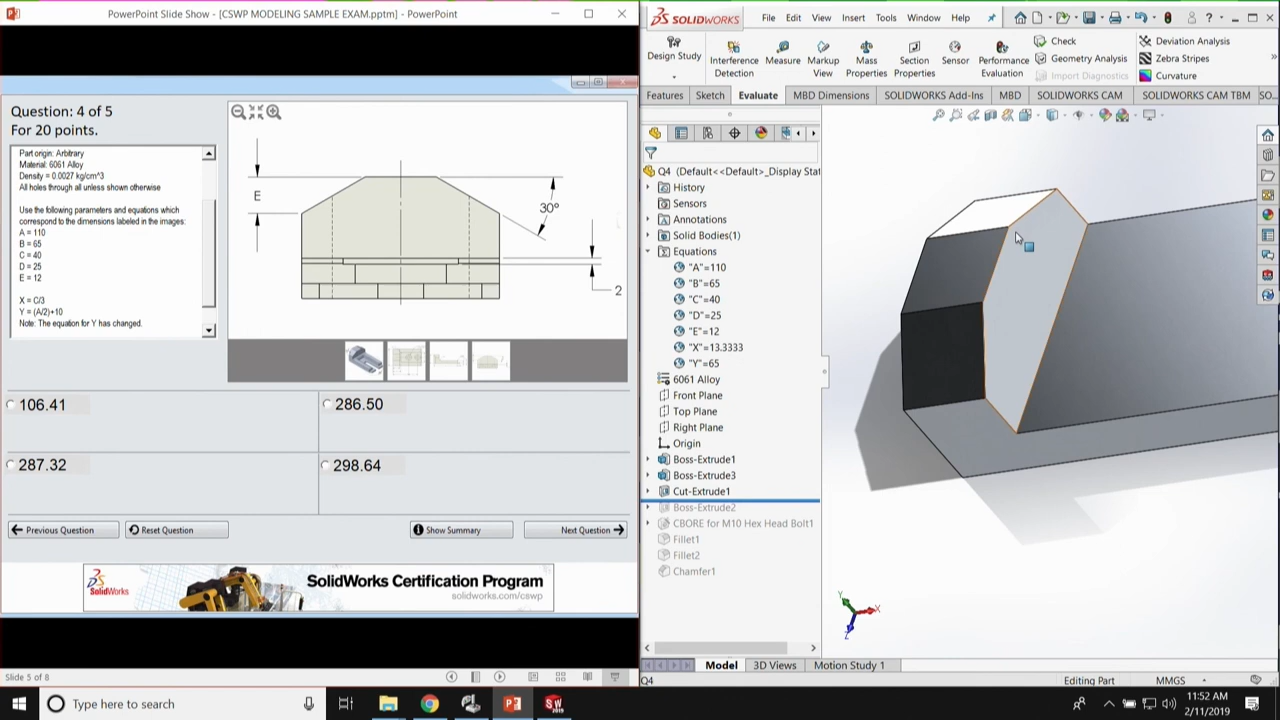 PowerPoint Slide Show - [CSWP MODELING SAMPLE EXAM.pptm] - PowerPoint
Question: 4 of 5
For 20 points.
Part origin: Arbitrary
Material: 6061 Alloy
Density = 0.0027 kg/cm^3
All holes through all unless shown otherwise
Use the following parameters and equations which
correspond to the dimensions labeled in the images:
A = 110
B = 65
C = 40
D = 25
E = 12
X = C/3
Y = (A/2)+10
Note: The equation for Y has changed.
E
30°
2
106.41
286.50
287.32
298.64
Previous Question
Reset Question
Show Summary
Next Question
SolidWorks
SolidWorks Certification Program
solidworks.com/cswp
Slide 5 of 8
SOLIDWORKS
File
Edit
View
Insert
Tools
Window
Help
Design Study
Interference
Detection
Measure
Markup
View
Mass
Properties
Section
Properties
Sensor
Performance
Evaluation
Check
Geometry Analysis
Import Diagnostics
Deviation Analysis
Zebra Stripes
Curvature
Features
Sketch
Evaluate
MBD Dimensions
SOLIDWORKS Add-Ins
MBD
SOLIDWORKS CAM
SOLIDWORKS CAM TBM
SO...
Q4 (Default<<Default>_Display Stat
History
Sensors
Annotations
Solid Bodies(1)
Equations
"A"=110
"B"=65
"C"=40
"D"=25
"E"=12
"X"=13.3333
"Y"=65
6061 Alloy
Front Plane
Top Plane
Right Plane
Origin
Boss-Extrude1
Boss-Extrude3
Cut-Extrude1
Boss-Extrude2
CBORE for M10 Hex Head Bolt1
Fillet1
Fillet2
Chamfer1
Y
X
Z
Model
3D Views
Motion Study 1
Q4
Editing Part
MMGS
Type here to search
11:52 AM
2/11/2019